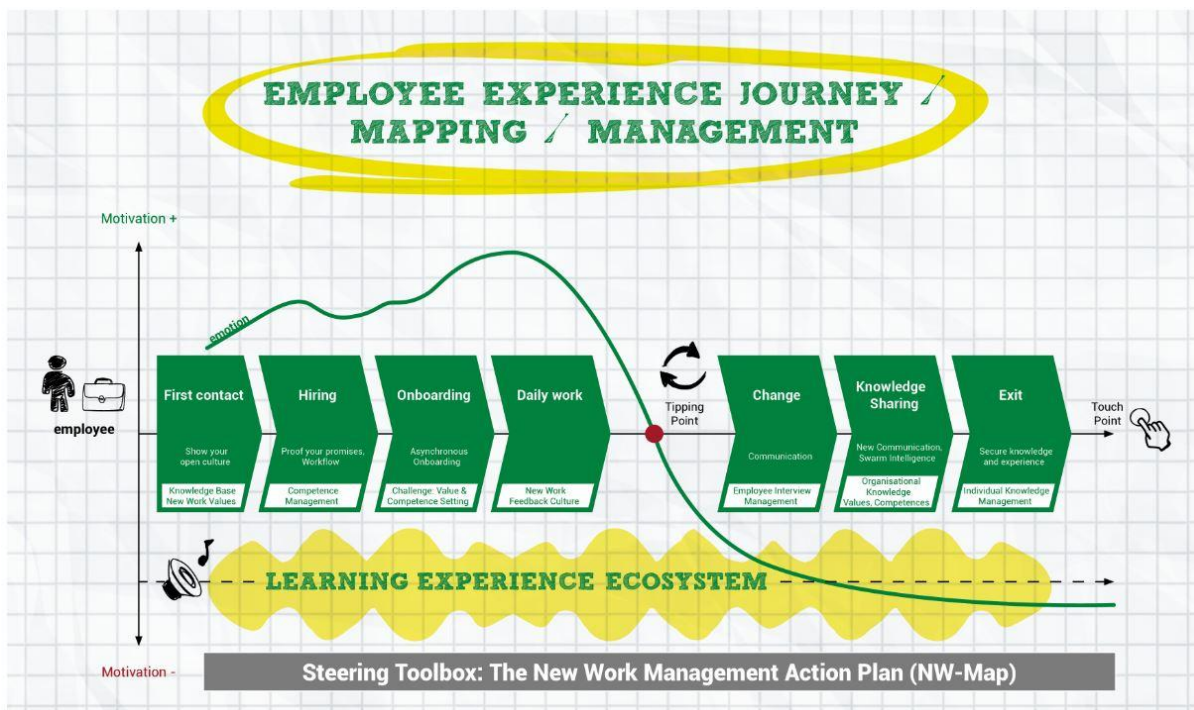 EMPLOYEE EXPERIENCE JOURNEY /
MAPPING / MANAGEMENT
Motivation +
emotion
employee
First contact
Show your
open culture
Knowledge Base
New Work Values
Hiring
Proof your promises,
Workflow
Competence
Management
Onboarding
Asynchronous
Onboarding
Challenge: Value &
Competence Setting
Daily work
New Work
Feedback Culture
Tipping
Point
Change
Communication
Employee Interview
Management
Knowledge
Sharing
New Communication,
Swarm Intelligence
Organisational
Knowledge
Values, Competences
Exit
Secure knowledge
and experience
Individual Knowledge
Management
Touch
Point
LEARNING EXPERIENCE ECOSYSTEM
Motivation -
Steering Toolbox: The New Work Management Action Plan (NW-Map)